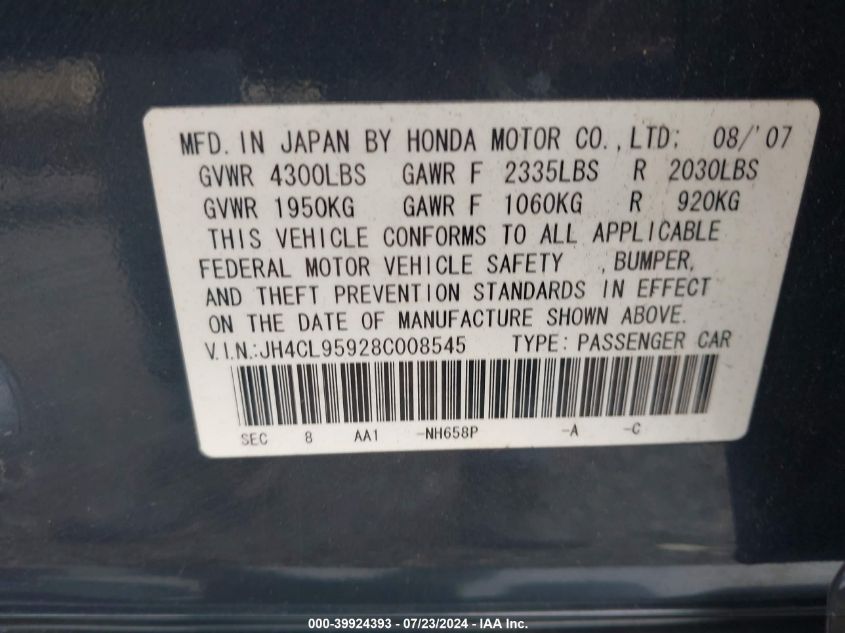 MFD. IN JAPAN BY HONDA MOTOR CO., LTD; 08/'07
GVWR 4300LBS GAWR F 2335LBS R 2030LBS
GVWR 1950KG GAWR F 1060KG R 920KG
THIS VEHICLE CONFORMS TO ALL APPLICABLE
FEDERAL MOTOR VEHICLE SAFETY , BUMPER,
AND THEFT PREVENTION STANDARDS IN EFFECT
ON THE DATE OF MANUFACTURE SHOWN ABOVE.
V.I.N.:JH4CL95928C008545 TYPE: PASSENGER CAR
SEC 8 AA1 -NH658P -A -C
000-39924393 - 07/23/2024 - IAA Inc.